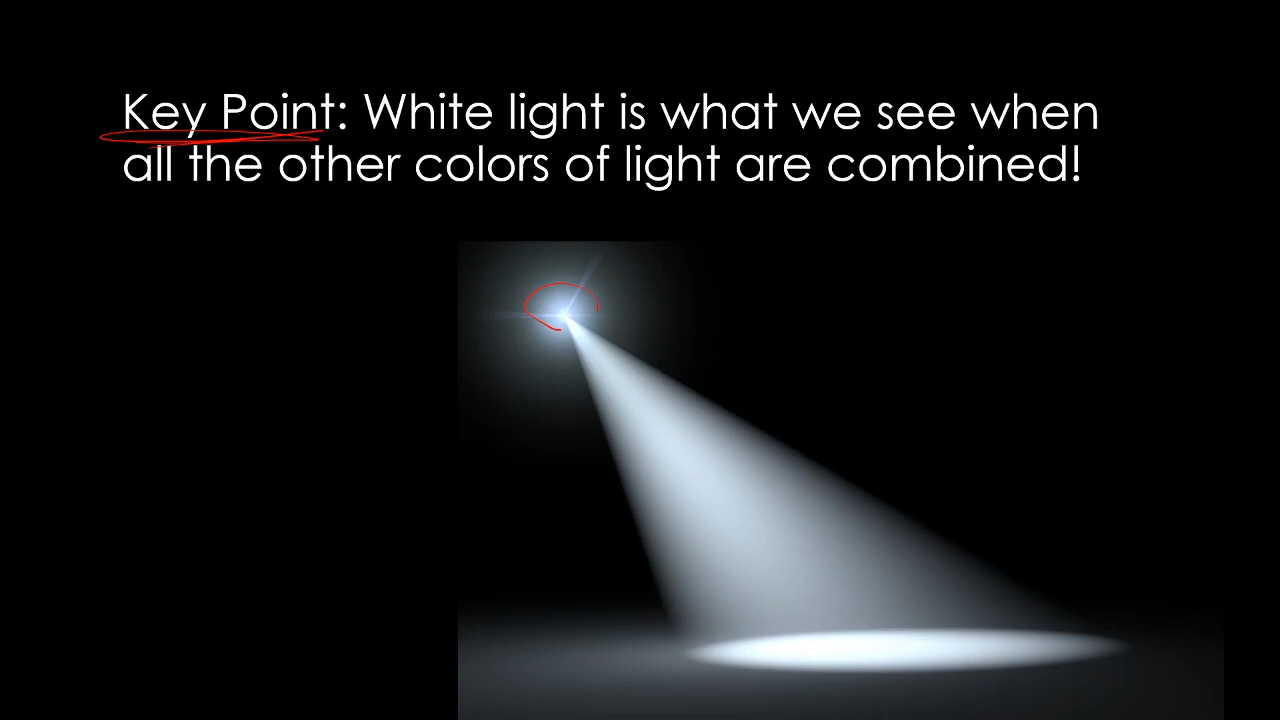 Key Point: White light is what we see when
all the other colors of light are combined!